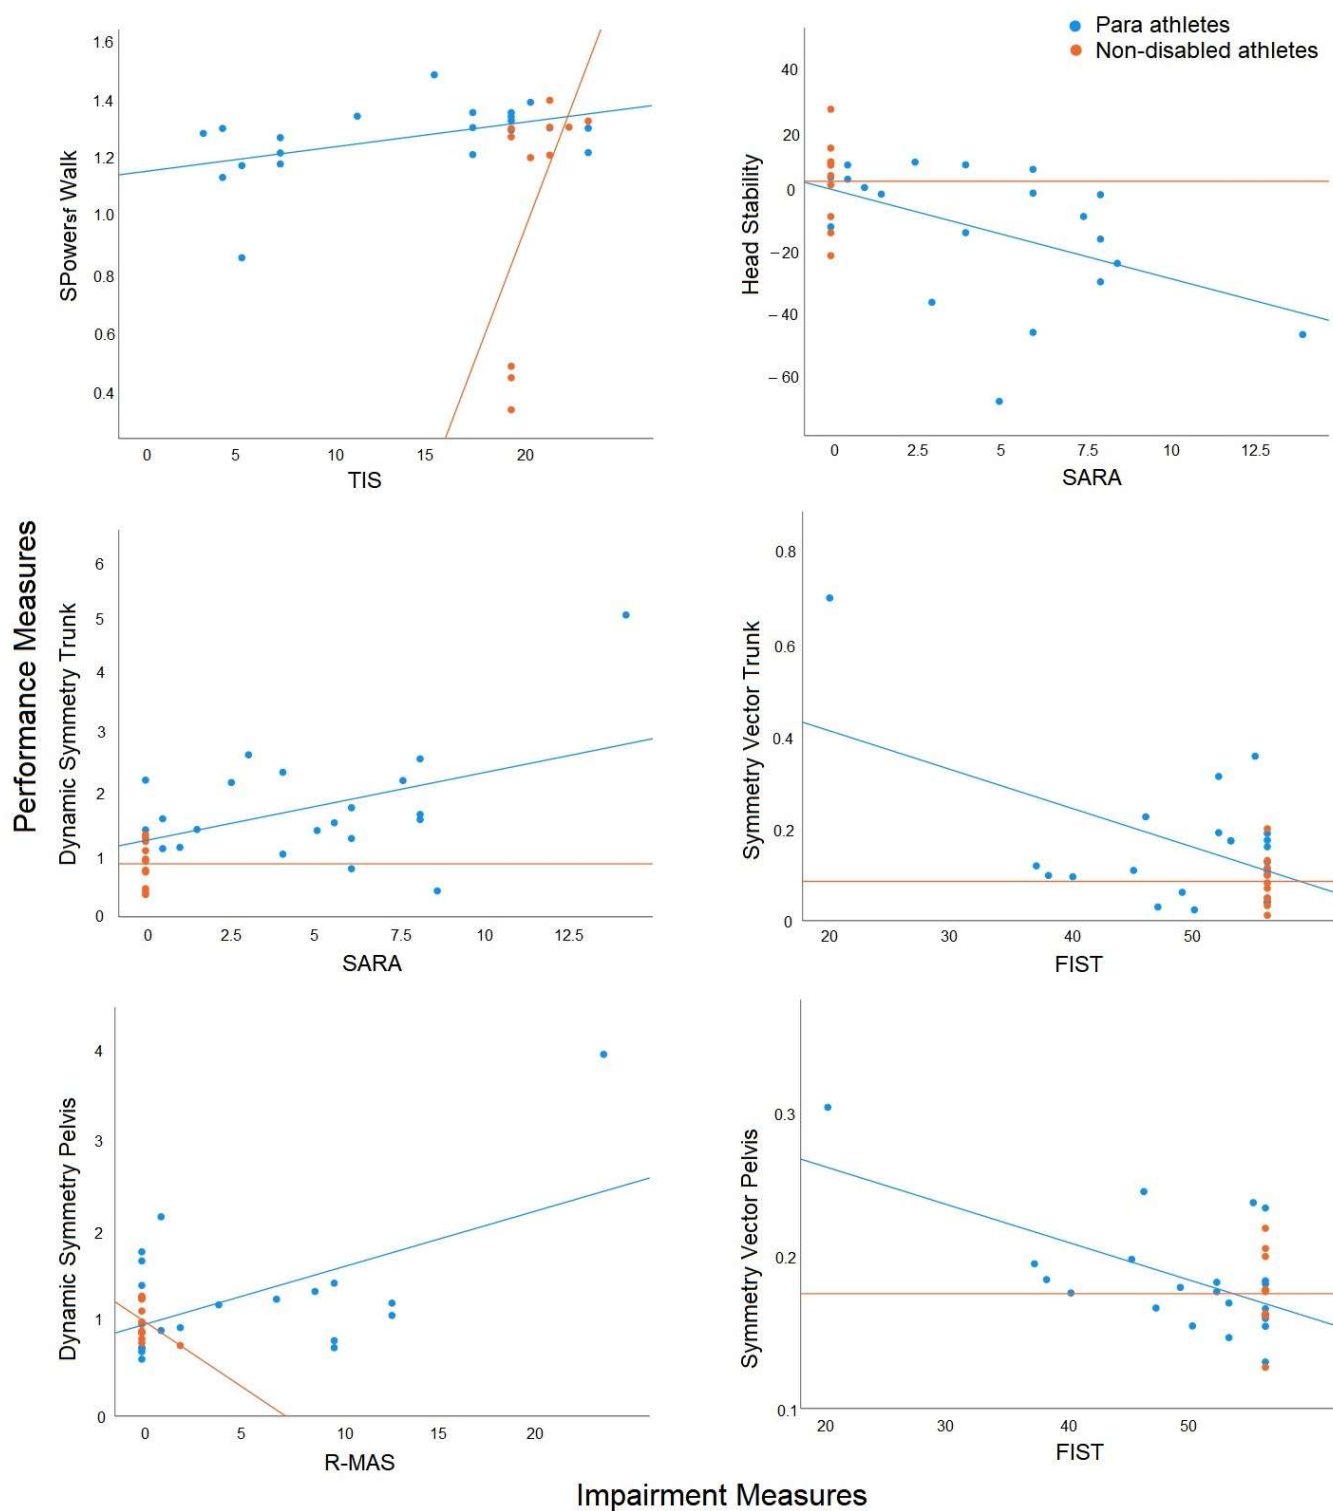 Para athletes
Non-disabled athletes
1.6
1.4
1.2
1.0
0.8
0.6
0.4
SPowersf Walk
0 5 10 15 20
TIS
40
20
0
–20
–40
–60
Head Stability
0 2.5 5 7.5 10 12.5
SARA
Performance Measures
6
5
4
3
2
1
0
Dynamic Symmetry Trunk
0 2.5 5 7.5 10 12.5
SARA
0.8
0.6
0.4
0.2
0
Symmetry Vector Trunk
20 30 40 50
FIST
4
3
2
1
0
Dynamic Symmetry Pelvis
0 5 10 15 20
R-MAS
0.3
0.2
0.1
Symmetry Vector Pelvis
20 30 40 50
FIST
Impairment Measures